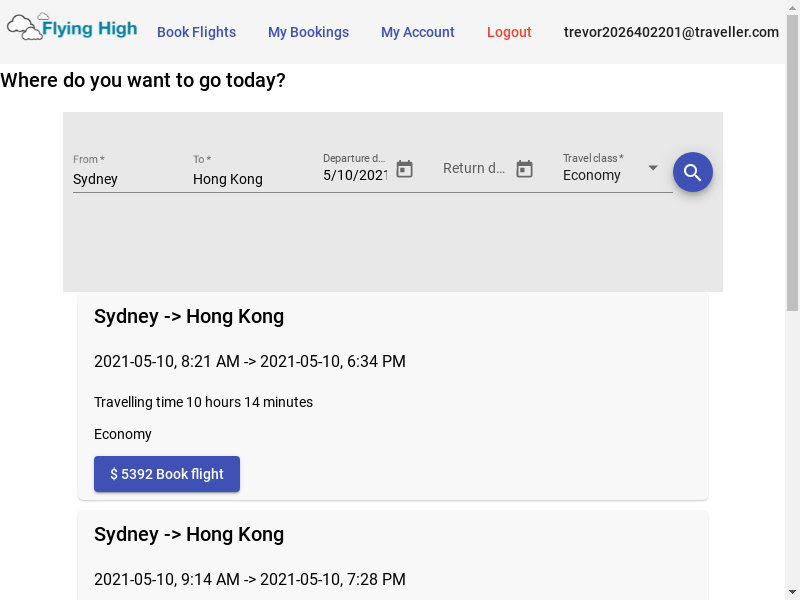 Flying High
Book Flights
My Bookings
My Account
Logout
trevor2026402201@traveller.com
Where do you want to go today?
From *
Sydney
To *
Hong Kong
Departure d...
5/10/2021
Return d...
Travel class *
Economy
Sydney -> Hong Kong
2021-05-10, 8:21 AM -> 2021-05-10, 6:34 PM
Travelling time 10 hours 14 minutes
Economy
$ 5392 Book flight
Sydney -> Hong Kong
2021-05-10, 9:14 AM -> 2021-05-10, 7:28 PM